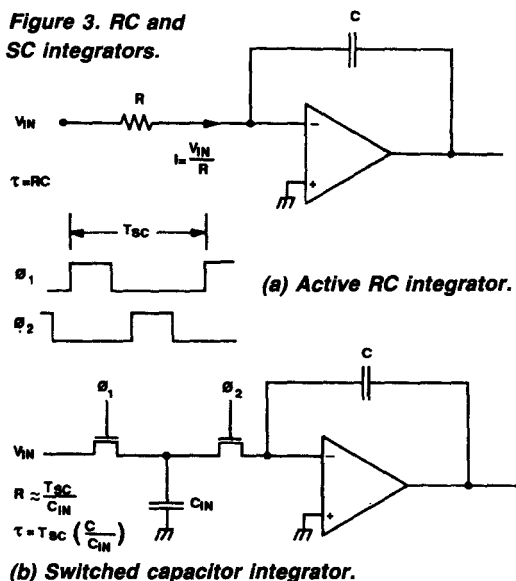 Figure 3. RC and
SC integrators.
C
R
VIN
−
I = VIN/R
+
τ = RC
TSC
Ø1
(a) Active RC integrator.
Ø2
C
Ø1
Ø2
VIN
−
R ≈ TSC/CIN
CIN
+
τ = TSC (C/CIN)
(b) Switched capacitor integrator.